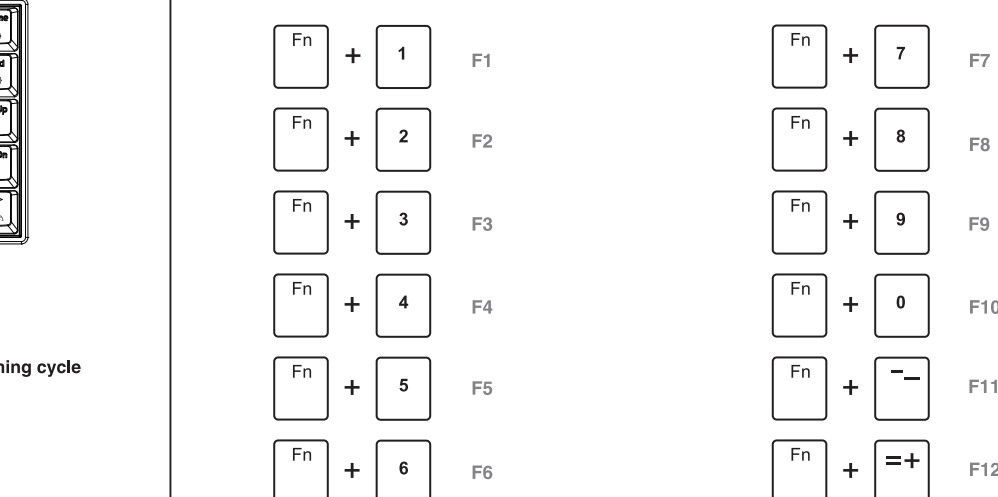 Fn + 1 F1
Fn + 2 F2
Fn + 3 F3
Fn + 4 F4
Fn + 5 F5
Fn + 6 F6
Fn + 7 F7
Fn + 8 F8
Fn + 9 F9
Fn + 0 F10
Fn + -_ F11
Fn + =+ F12
cycle